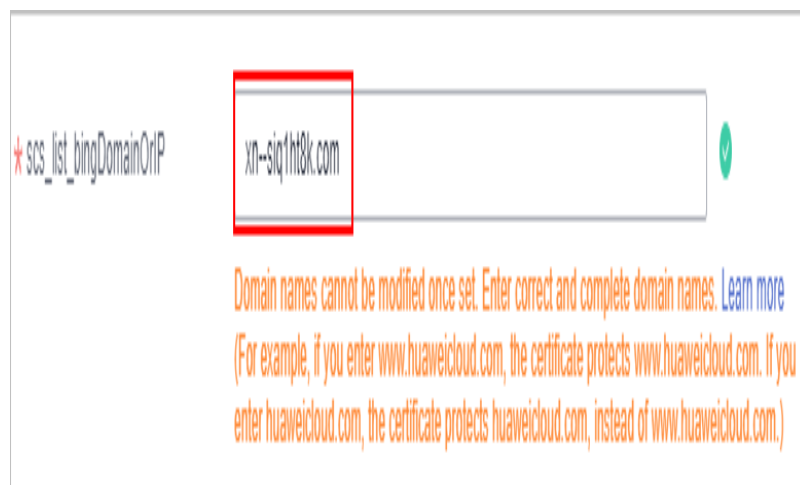 * scs_list_bingDomainOrIP
xn--siq1ht8k.com
Domain names cannot be modified once set. Enter correct and complete domain names. Learn more
(For example, if you enter www.huaweicloud.com, the certificate protects www.huaweicloud.com. If you
enter huaweicloud.com, the certificate protects huaweicloud.com, instead of www.huaweicloud.com.)